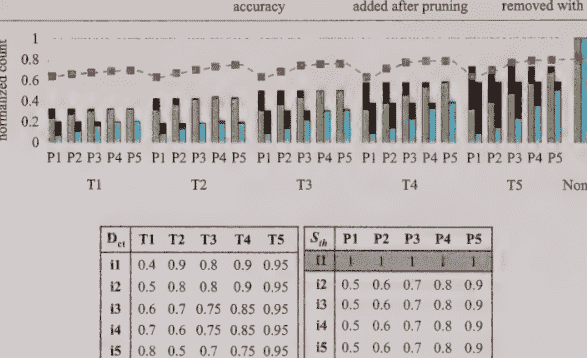 accuracy added after pruning removed with
normalized count
1
0.8
0.6
0.4
0.2
0
P1 P2 P3 P4 P5 P1 P2 P3 P4 P5 P1 P2 P3 P4 P5 P1 P2 P3 P4 P5 P1 P2 P3 P4 P5
T1 T2 T3 T4 T5 Non
D_ct T1 T2 T3 T4 T5
i1 0.4 0.9 0.8 0.9 0.95
i2 0.5 0.8 0.8 0.9 0.95
i3 0.6 0.7 0.75 0.85 0.95
i4 0.7 0.6 0.75 0.85 0.95
i5 0.8 0.5 0.7 0.75 0.95
S_th P1 P2 P3 P4 P5
i1 1 1 1 1 1
i2 0.5 0.6 0.7 0.8 0.9
i3 0.5 0.6 0.7 0.8 0.9
i4 0.5 0.6 0.7 0.8 0.9
i5 0.5 0.6 0.7 0.8 0.9